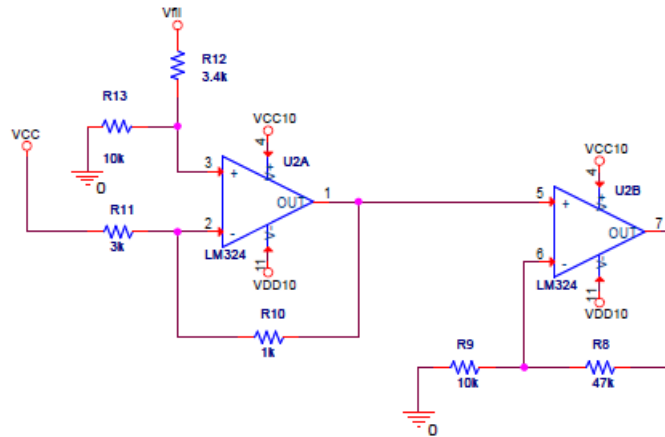 Vfil
R12
3.4k
R13
10k
VCC
0
R11
3k
VCC10
4
U2A
3
+
V+
OUT
1
2
-
V-
LM324
11
VDD10
R10
1k
VCC10
4
U2B
5
+
V+
OUT
7
6
-
V-
LM324
11
VDD10
R9
10k
R8
47k
0